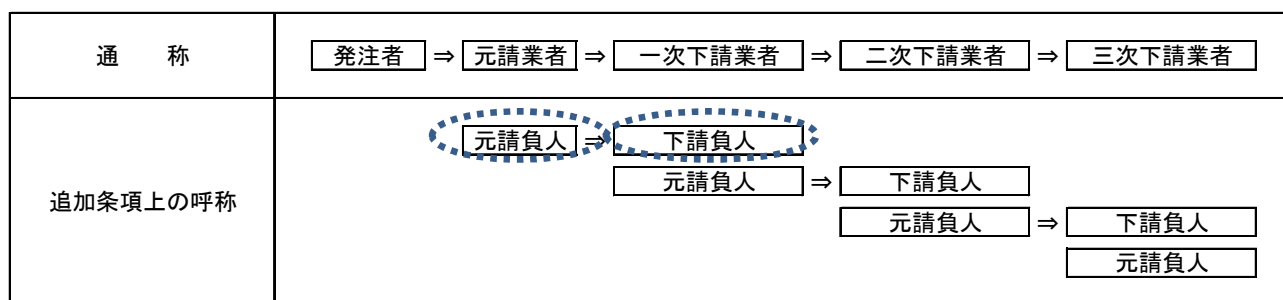 通　　称
発注者 ⇒ 元請業者 ⇒ 一次下請業者 ⇒ 二次下請業者 ⇒ 三次下請業者
追加条項上の呼称
元請負人 ⇒ 下請負人
元請負人 ⇒ 下請負人
元請負人 ⇒ 下請負人
元請負人